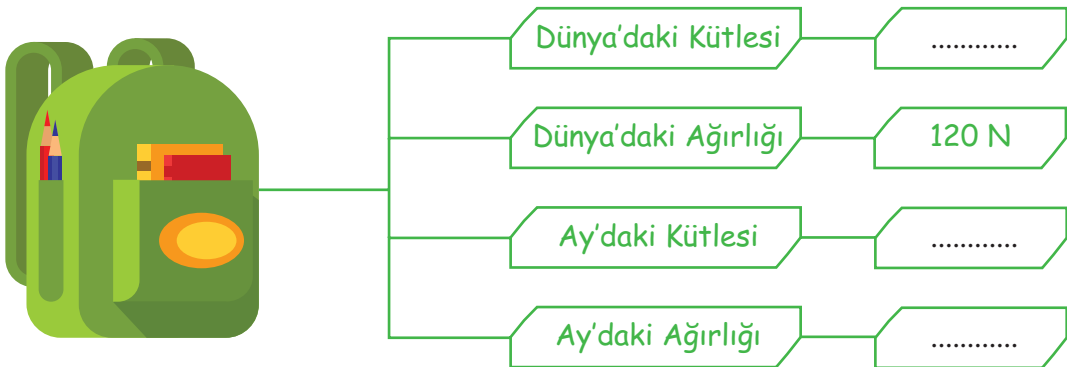 Dünya’daki Kütlesi ............
Dünya’daki Ağırlığı 120 N
Ay’daki Kütlesi ............
Ay’daki Ağırlığı ............